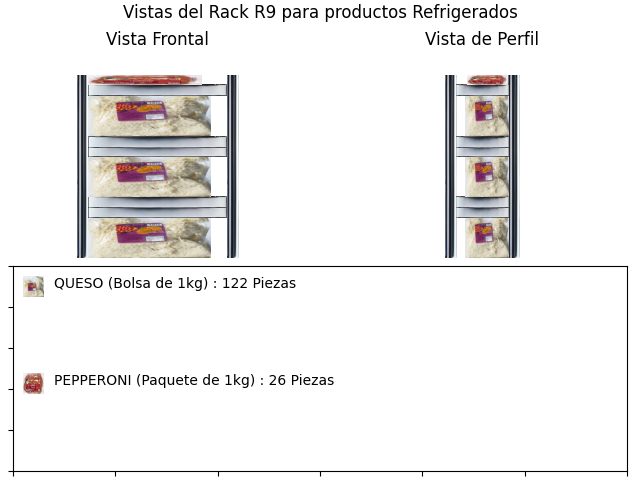 Vistas del Rack R9 para productos Refrigerados
Vista Frontal
Vista de Perfil
QUESO (Bolsa de 1kg) : 122 Piezas
PEPPERONI (Paquete de 1kg) : 26 Piezas